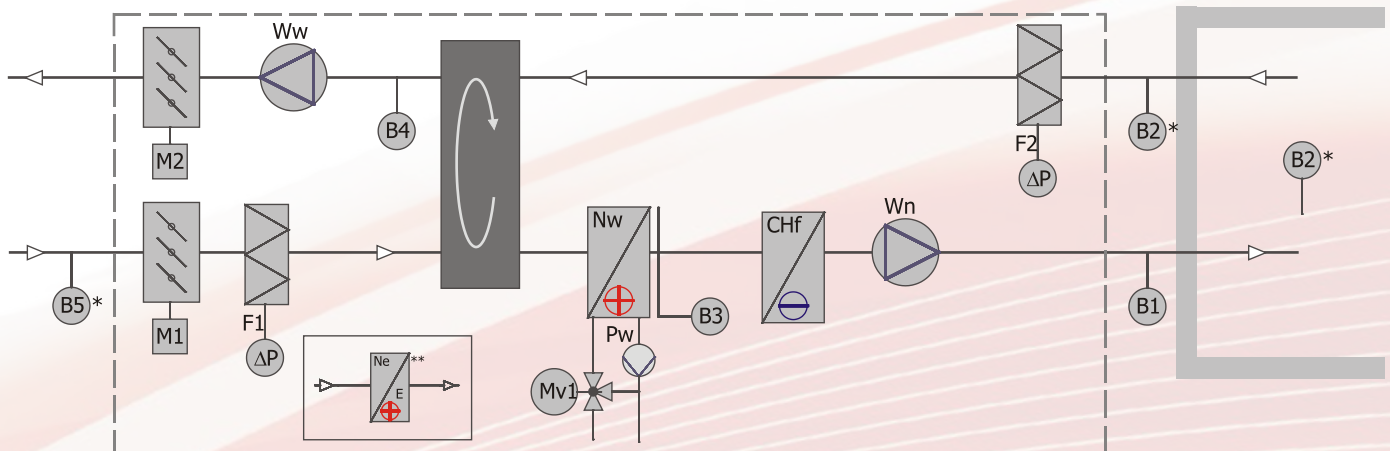 Ww
B4
M2
F2
ΔP
B2*
B2*
Nw
CHf
Wn
B5*
M1
F1
ΔP
B3
B1
Pw
Ne**
E
Mv1